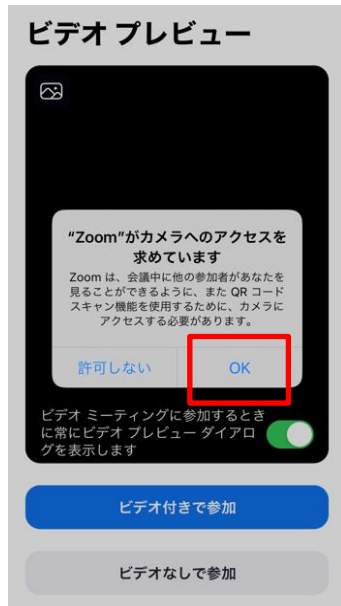 ビデオ プレビュー
“Zoom”がカメラへのアクセスを
求めています
Zoom は、会議中に他の参加者があなたを
見ることができるように、また QR コード
スキャン機能を使用するために、カメラに
アクセスする必要があります。
許可しない
OK
ビデオ ミーティングに参加するとき
に常にビデオ プレビュー ダイアロ
グを表示します
ビデオ付きで参加
ビデオなしで参加